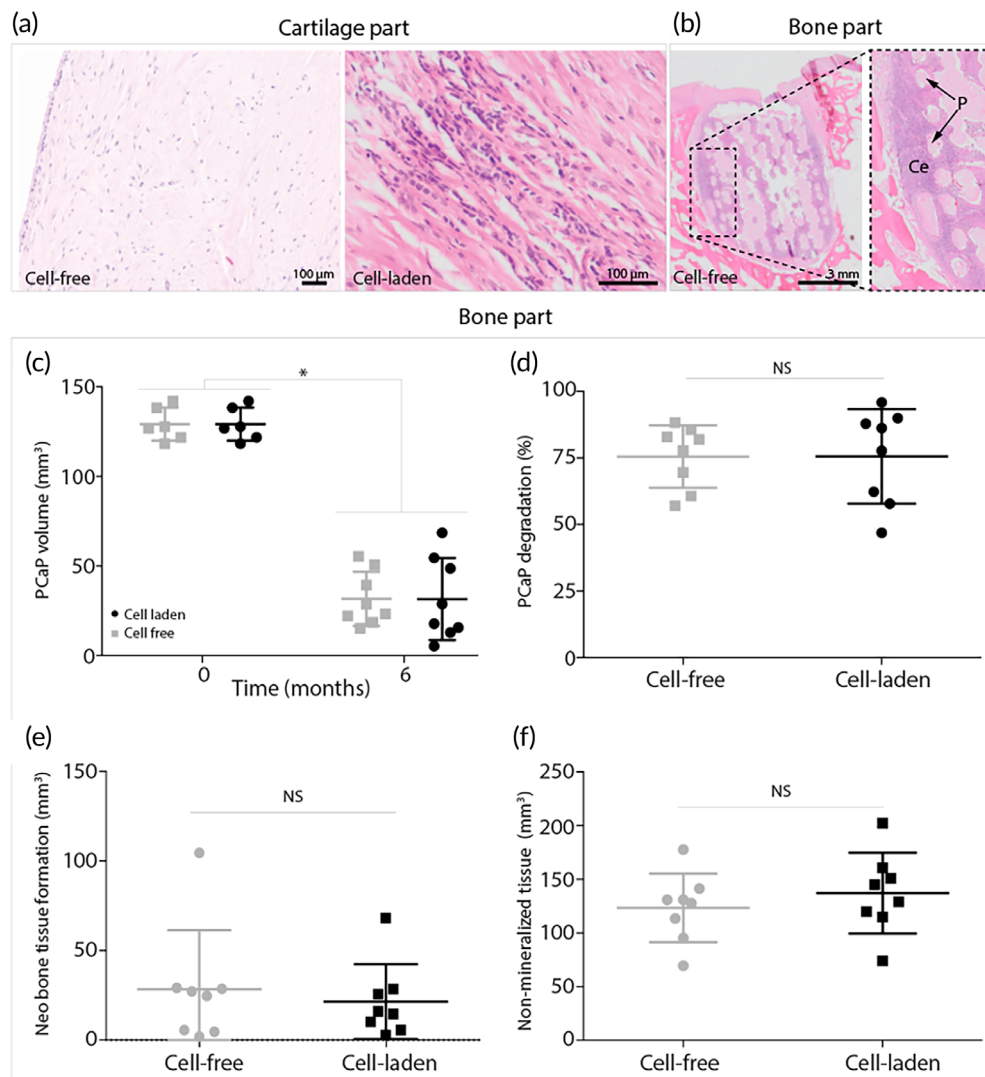 (a)
Cartilage part
(b)
Bone part
P
Ce
Cell-free
100 µm
Cell-laden
100 µm
Cell-free
3 mm
Bone part
(c)
PCaP volume (mm³)
150
100
50
0
*
Cell laden
Cell free
0
6
Time (months)
(d)
PCaP degradation (%)
100
75
50
25
0
NS
Cell-free
Cell-laden
(e)
Neobone tissue formation (mm³)
150
100
50
0
NS
Cell-free
Cell-laden
(f)
Non-mineralized tissue (mm³)
250
200
150
100
50
0
NS
Cell-free
Cell-laden